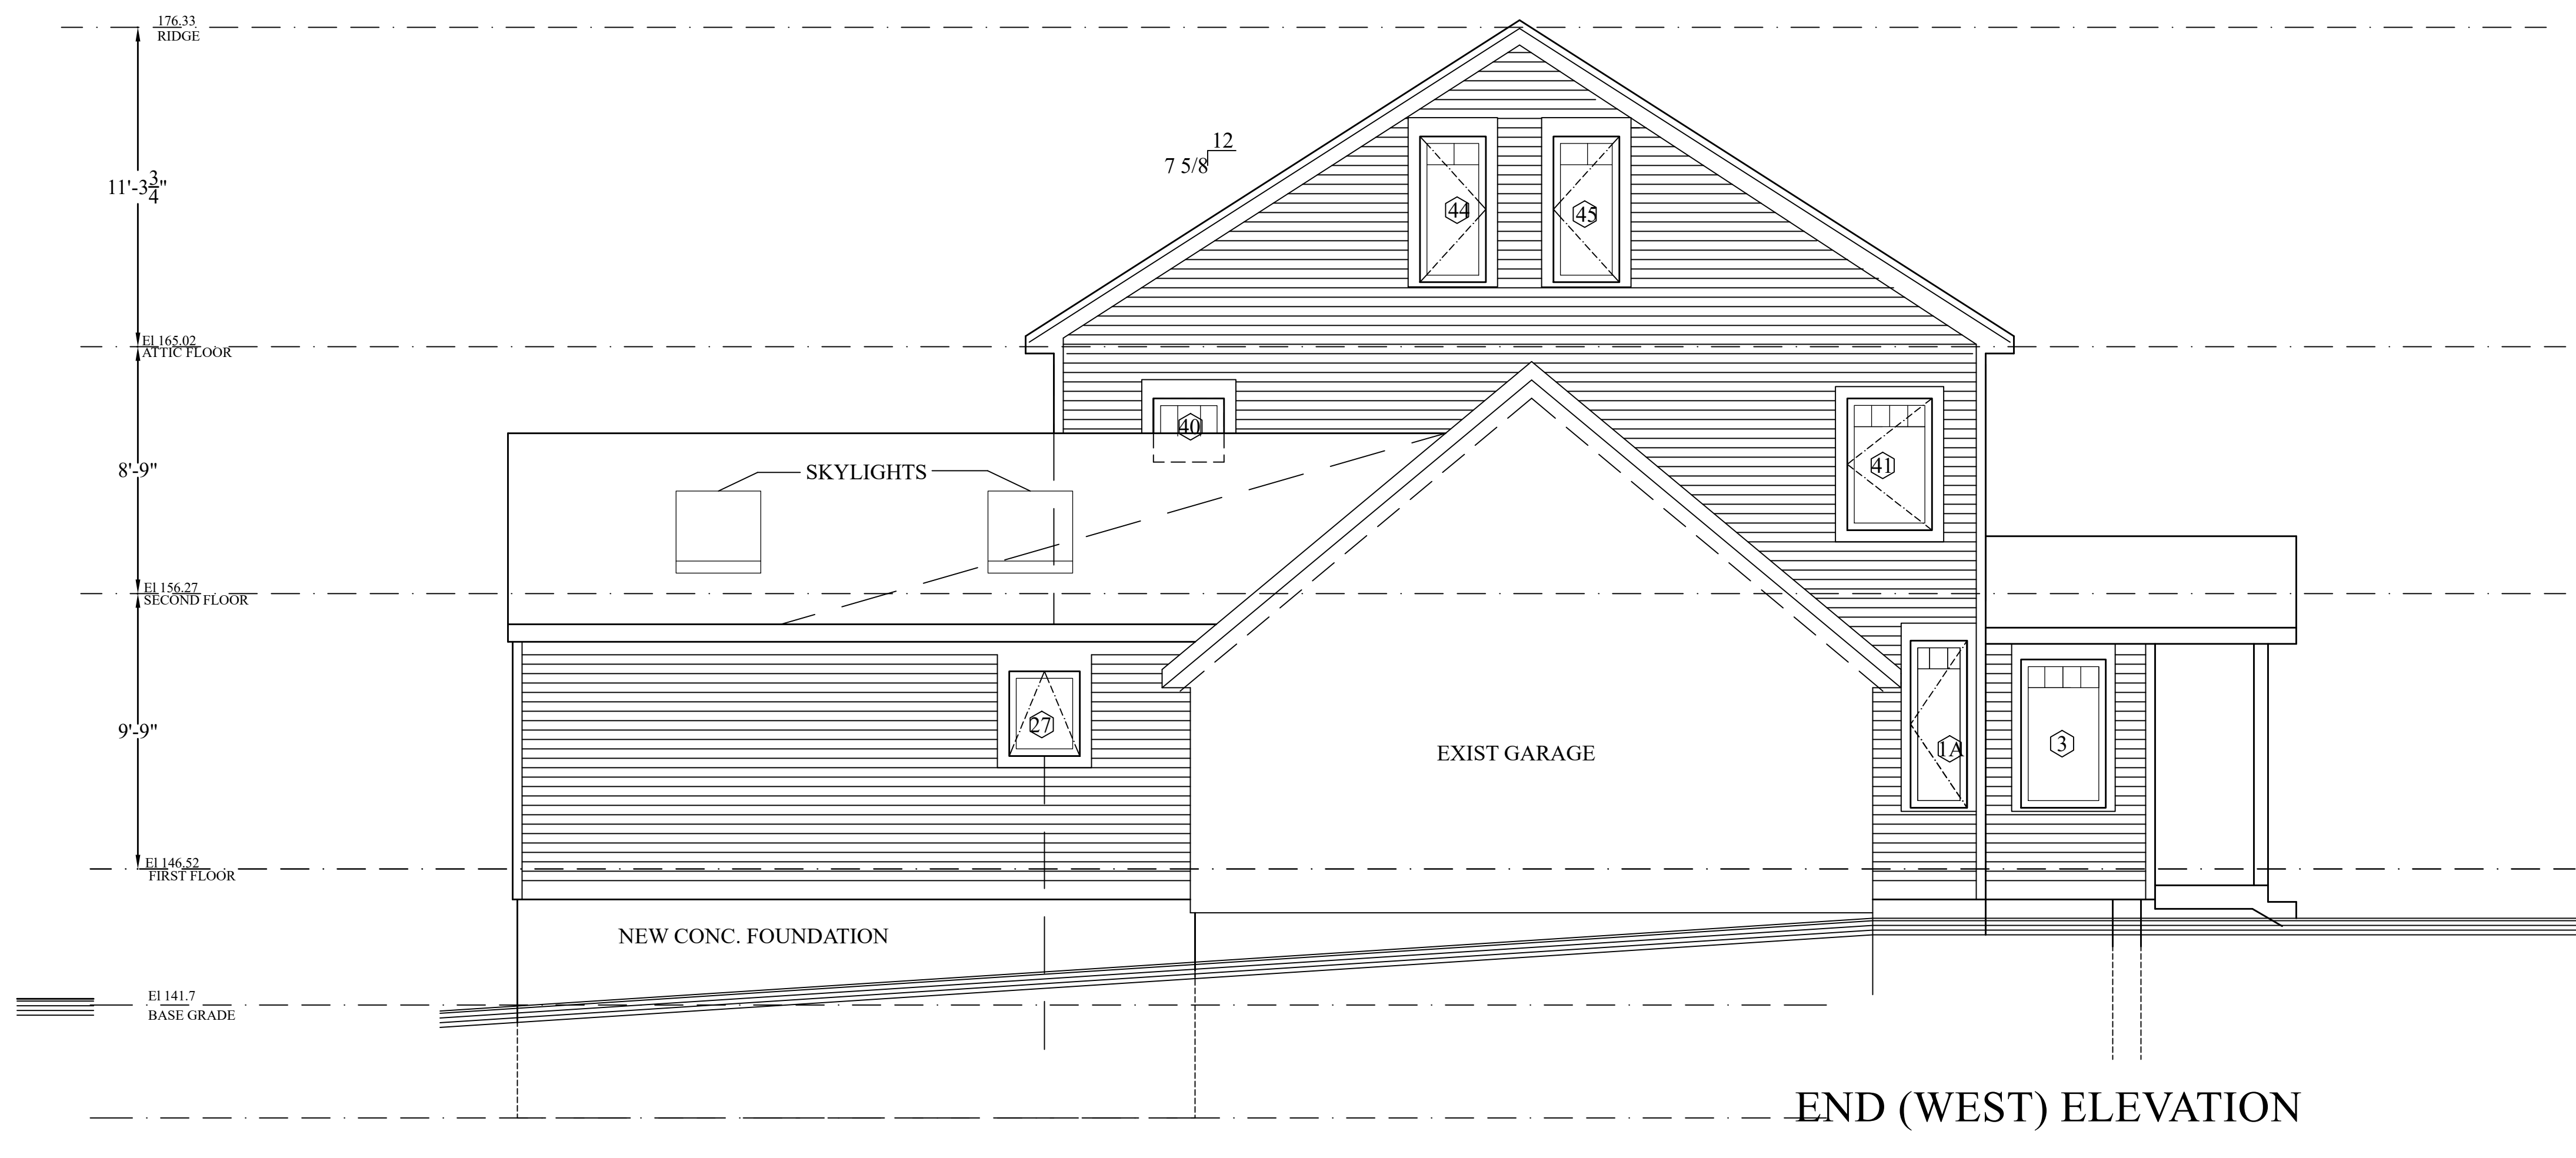 176.33
RIDGE
12
7 5/8
11'-3 3/4"
44
45
El 165.02
ATTIC FLOOR
40
41
8'-9"
SKYLIGHTS
El 156.27
SECOND FLOOR
27
9'-9"
EXIST GARAGE
1A
3
El 146.52
FIRST FLOOR
NEW CONC. FOUNDATION
El 141.7
BASE GRADE
END (WEST) ELEVATION